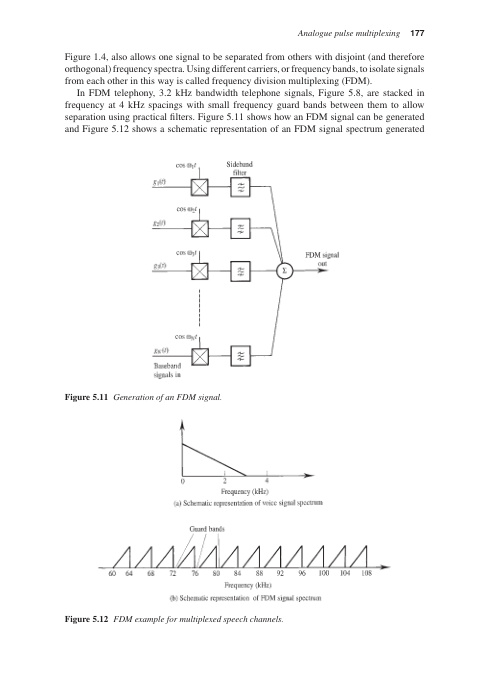 Analogue pulse multiplexing 177
Figure 1.4, also allows one signal to be separated from others with disjoint (and therefore
orthogonal) frequency spectra. Using different carriers, or frequency bands, to isolate signals
from each other in this way is called frequency division multiplexing (FDM).
In FDM telephony, 3.2 kHz bandwidth telephone signals, Figure 5.8, are stacked in
frequency at 4 kHz spacings with small frequency guard bands between them to allow
separation using practical filters. Figure 5.11 shows how an FDM signal can be generated
and Figure 5.12 shows a schematic representation of an FDM signal spectrum generated
cos ω₁t
Sideband
filter
g₁(t)
cos ω₂t
g₂(t)
cos ω₃t
g₃(t)
FDM signal
out
Σ
cos ω_N t
g_N(t)
Baseband
signals in
Figure 5.11 Generation of an FDM signal.
0 2 4
Frequency (kHz)
(a) Schematic representation of voice signal spectrum
Guard bands
60 64 68 72 76 80 84 88 92 96 100 104 108
Frequency (kHz)
(b) Schematic representation of FDM signal spectrum
Figure 5.12 FDM example for multiplexed speech channels.